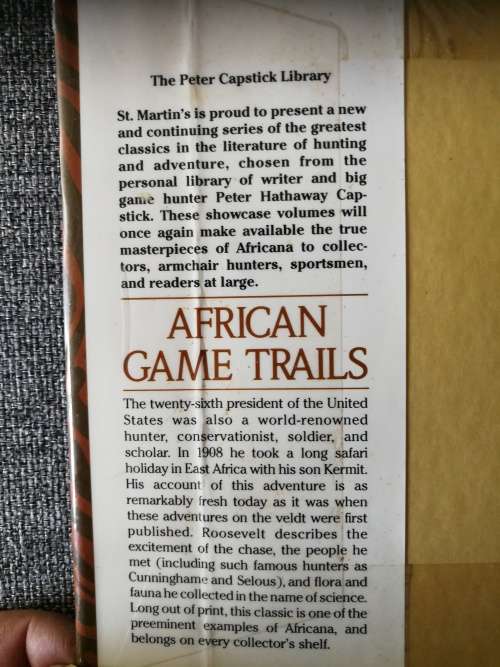 The Peter Capstick Library
St. Martin's is proud to present a new
and continuing series of the greatest
classics in the literature of hunting
and adventure, chosen from the
personal library of writer and big
game hunter Peter Hathaway Cap-
stick. These showcase volumes will
once again make available the true
masterpieces of Africana to collec-
tors, armchair hunters, sportsmen,
and readers at large.
AFRICAN
GAME TRAILS
The twenty-sixth president of the United
States was also a world-renowned
hunter, conservationist, soldier, and
scholar. In 1908 he took a long safari
holiday in East Africa with his son Kermit.
His account of this adventure is as
remarkably fresh today as it was when
these adventures on the veldt were first
published. Roosevelt describes the
excitement of the chase, the people he
met (including such famous hunters as
Cunninghame and Selous), and flora and
fauna he collected in the name of science.
Long out of print, this classic is one of the
preeminent examples of Africana, and
belongs on every collector's shelf.